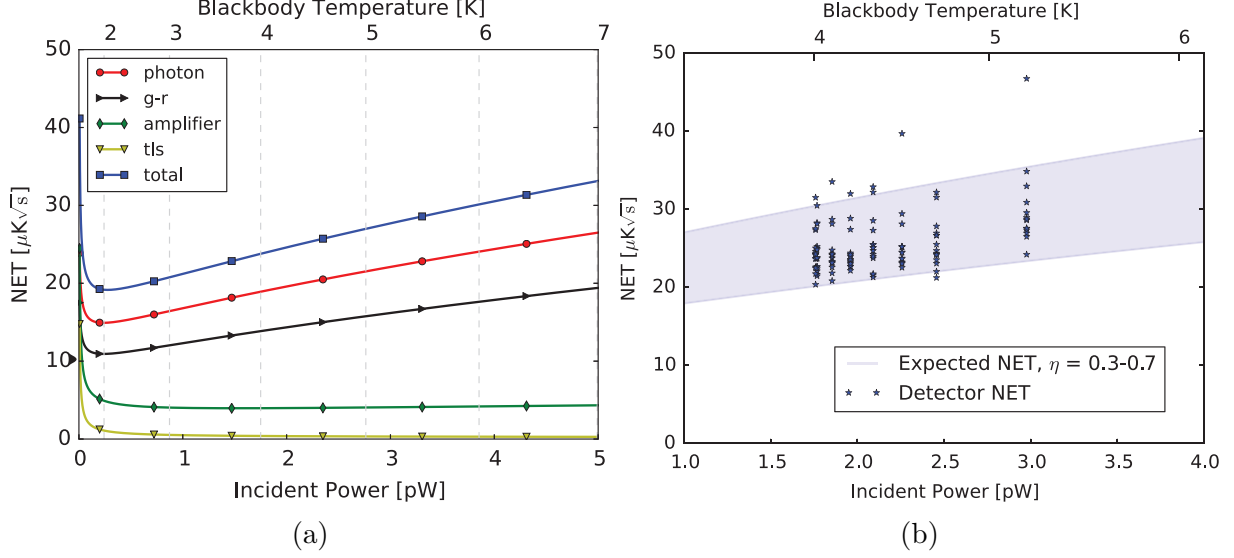 Blackbody Temperature [K]
2 3 4 5 6 7
50
40
30
20
10
0
NET [μK√s]
photon
g-r
amplifier
tls
total
0 1 2 3 4 5
Incident Power [pW]
(a)
Blackbody Temperature [K]
4 5 6
50
40
30
20
10
0
NET [μK√s]
Expected NET, η = 0.3-0.7
Detector NET
1.0 1.5 2.0 2.5 3.0 3.5 4.0
Incident Power [pW]
(b)